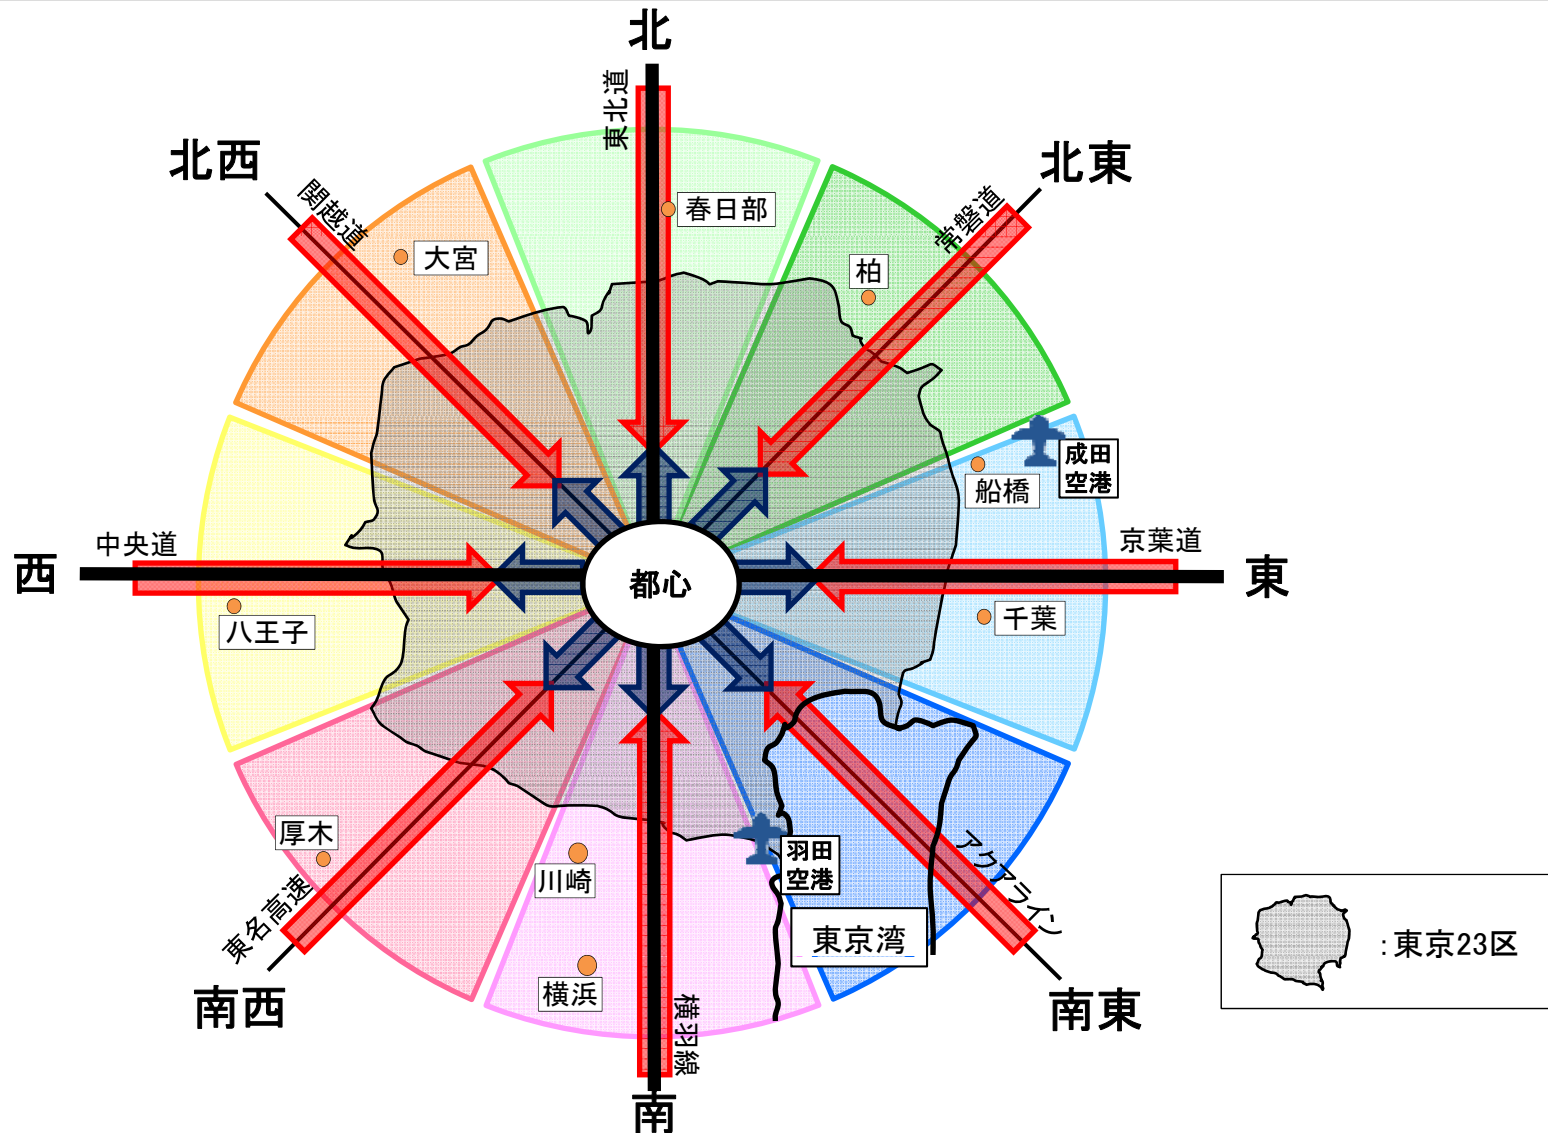 北
東北道
北西
関越道
北東
常磐道
春日部
大宮
柏
成田
空港
船橋
中央道
京葉道
西
都心
東
八王子
千葉
厚木
川崎
羽田
空港
アクアライン
東名高速
東京湾
:東京23区
横浜
南西
横羽線
南東
南